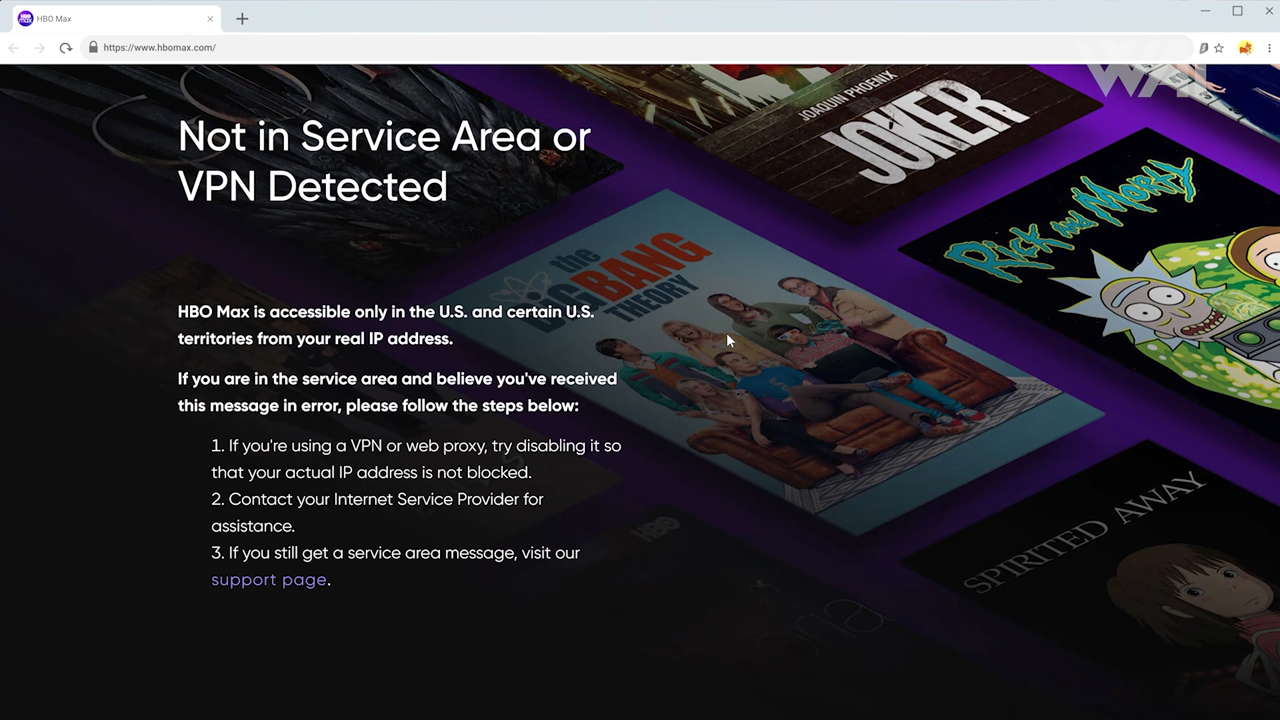 HBO Max
https://www.hbomax.com/
WA
Not in Service Area or
VPN Detected
HBO Max is accessible only in the U.S. and certain U.S.
territories from your real IP address.
If you are in the service area and believe you've received
this message in error, please follow the steps below:
1. If you're using a VPN or web proxy, try disabling it so
that your actual IP address is not blocked.
2. Contact your Internet Service Provider for
assistance.
3. If you still get a service area message, visit our
support page.
JOAQUIN PHOENIX
JOKER
Rick and Morty
the
BIG BANG
THEORY
SPIRITED AWAY
HBO